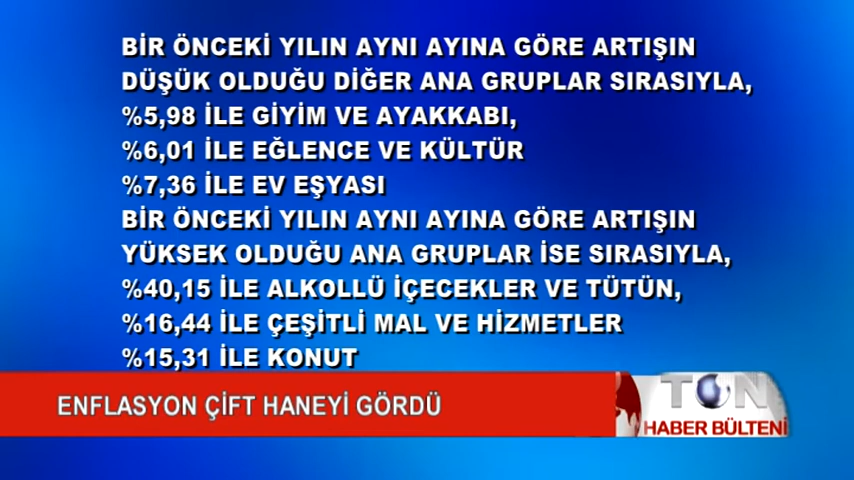 BİR ÖNCEKİ YILIN AYNI AYINA GÖRE ARTIŞIN
DÜŞÜK OLDUĞU DİĞER ANA GRUPLAR SIRASIYLA,
%5,98 İLE GİYİM VE AYAKKABI,
%6,01 İLE EĞLENCE VE KÜLTÜR
%7,36 İLE EV EŞYASI
BİR ÖNCEKİ YILIN AYNI AYINA GÖRE ARTIŞIN
YÜKSEK OLDUĞU ANA GRUPLAR İSE SIRASIYLA,
%40,15 İLE ALKOLLÜ İÇECEKLER VE TÜTÜN,
%16,44 İLE ÇEŞİTLİ MAL VE HİZMETLER
%15,31 İLE KONUT
ENFLASYON ÇİFT HANEYİ GÖRDÜ
TON
HABER BÜLTENİ